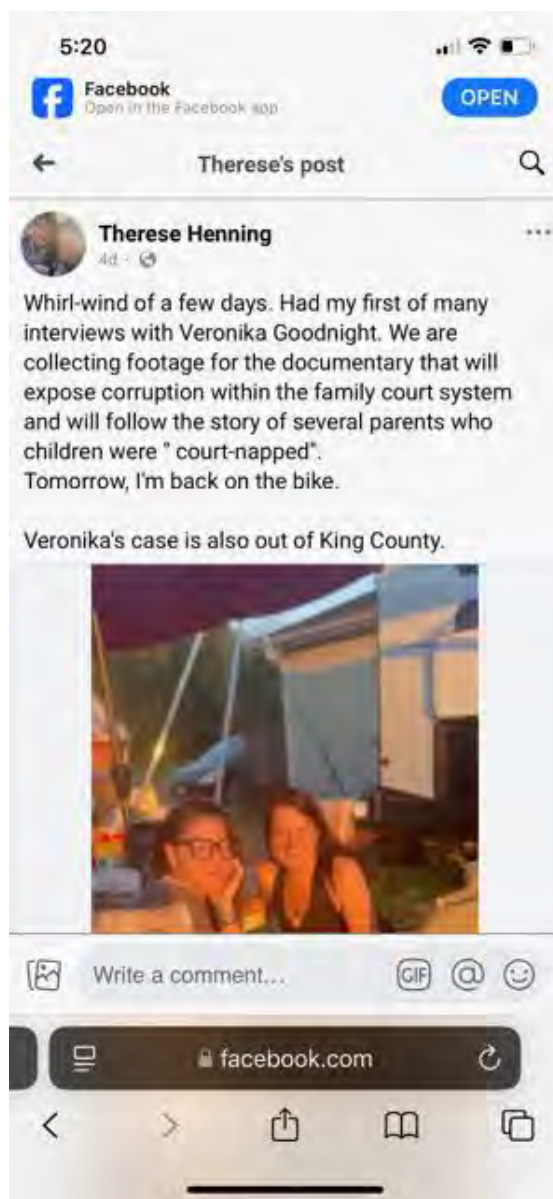 5:20
Facebook
Open in the Facebook app
OPEN
Therese's post
Therese Henning
4d ·
Whirl-wind of a few days. Had my first of many
interviews with Veronika Goodnight. We are
collecting footage for the documentary that will
expose corruption within the family court system
and will follow the story of several parents who
children were " court-napped".
Tomorrow, I'm back on the bike.
Veronika's case is also out of King County.
Write a comment...
GIF
facebook.com